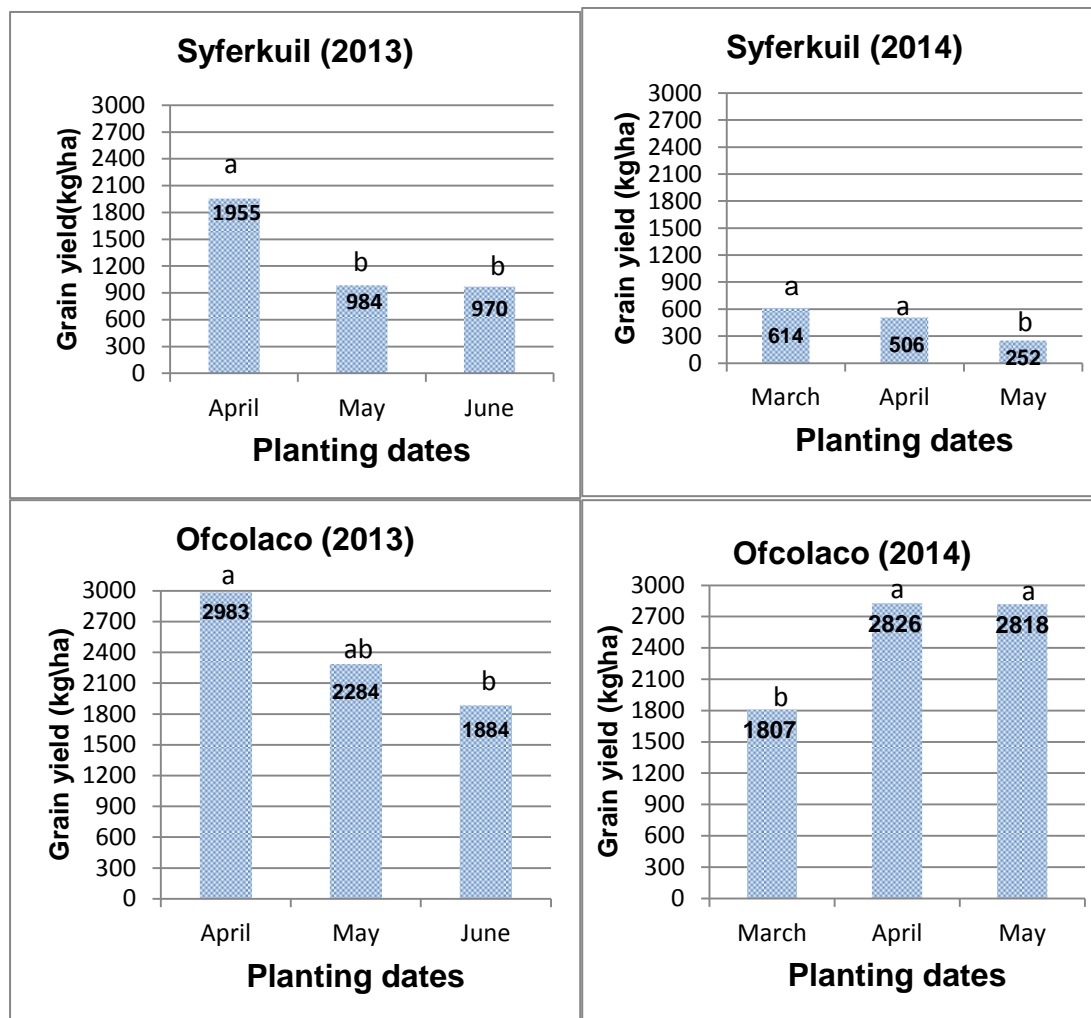 Syferkuil (2013)
Grain yield(kg\ha)
3000
2700
2400
2100
1800
1500
1200
900
600
300
0
a
1955
b
984
b
970
April May June
Planting dates
Syferkuil (2014)
Grain yield (kg\ha)
3000
2700
2400
2100
1800
1500
1200
900
600
300
0
a
614
a
506
b
252
March April May
Planting dates
Ofcolaco (2013)
Grain yield (kg\ha)
3000
2700
2400
2100
1800
1500
1200
900
600
300
0
a
2983
ab
2284
b
1884
April May June
Planting dates
Ofcolaco (2014)
Grain yield (kg\ha)
3000
2700
2400
2100
1800
1500
1200
900
600
300
0
b
1807
a
2826
a
2818
March April May
Planting dates